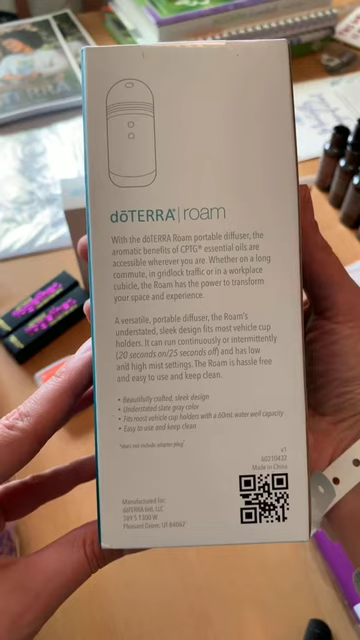 dōTERRA® | roam
With the dōTERRA Roam portable diffuser, the
aromatic benefits of CPTG® essential oils are
accessible wherever you are. Whether on a long
commute, in gridlock traffic or in a workplace
cubicle, the Roam has the power to transform
your space and experience.
A versatile, portable diffuser, the Roam's
understated, sleek design fits most vehicle cup
holders. It can run continuously or intermittently
(20 seconds on/25 seconds off) and has low
and high mist settings. The Roam is hassle free
and easy to use and keep clean.
• Beautifully crafted, sleek design
• Understated slate gray color
• Fits most vehicle cup holders with a 60ml water well capacity
• Easy to use and keep clean
*does not include adapter plug*
v1
60210432
Made in China
Manufactured for:
dōTERRA Intl, LLC
389 S 1300 W
Pleasant Grove, UT 84062